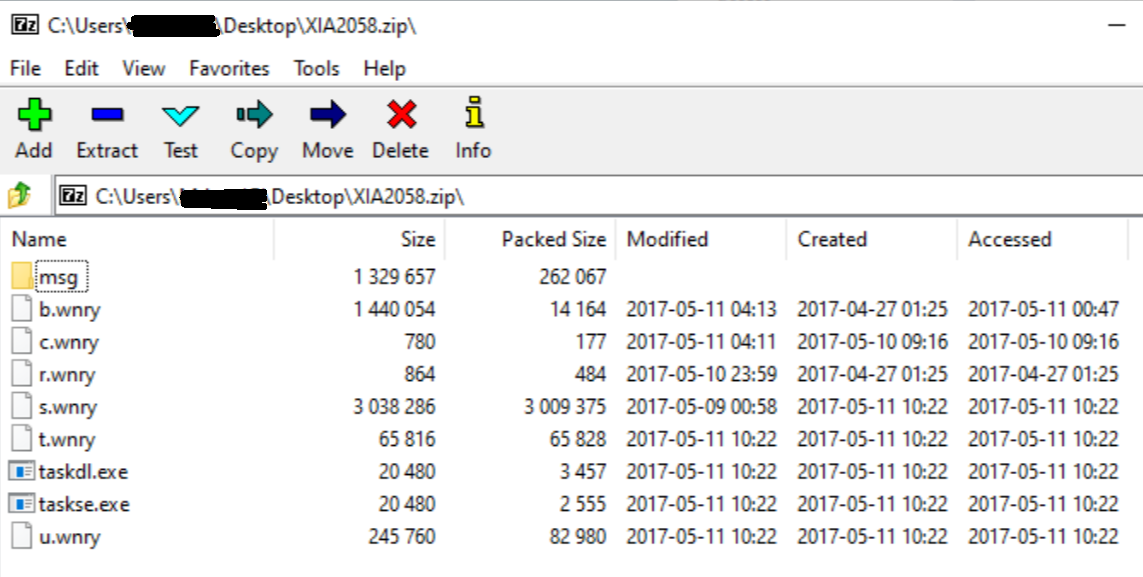 C:\Users\ \Desktop\XIA2058.zip\
File Edit View Favorites Tools Help
Add Extract Test Copy Move Delete Info
C:\Users\ \Desktop\XIA2058.zip\
Name Size Packed Size Modified Created Accessed
msg 1 329 657 262 067
b.wnry 1 440 054 14 164 2017-05-11 04:13 2017-04-27 01:25 2017-05-11 00:47
c.wnry 780 177 2017-05-11 04:11 2017-05-10 09:16 2017-05-10 09:16
r.wnry 864 484 2017-05-10 23:59 2017-04-27 01:25 2017-04-27 01:25
s.wnry 3 038 286 3 009 375 2017-05-09 00:58 2017-05-11 10:22 2017-05-11 10:22
t.wnry 65 816 65 828 2017-05-11 10:22 2017-05-11 10:22 2017-05-11 10:22
taskdl.exe 20 480 3 457 2017-05-11 10:22 2017-05-11 10:22 2017-05-11 10:22
taskse.exe 20 480 2 555 2017-05-11 10:22 2017-05-11 10:22 2017-05-11 10:22
u.wnry 245 760 82 980 2017-05-11 10:22 2017-05-11 10:22 2017-05-11 10:22